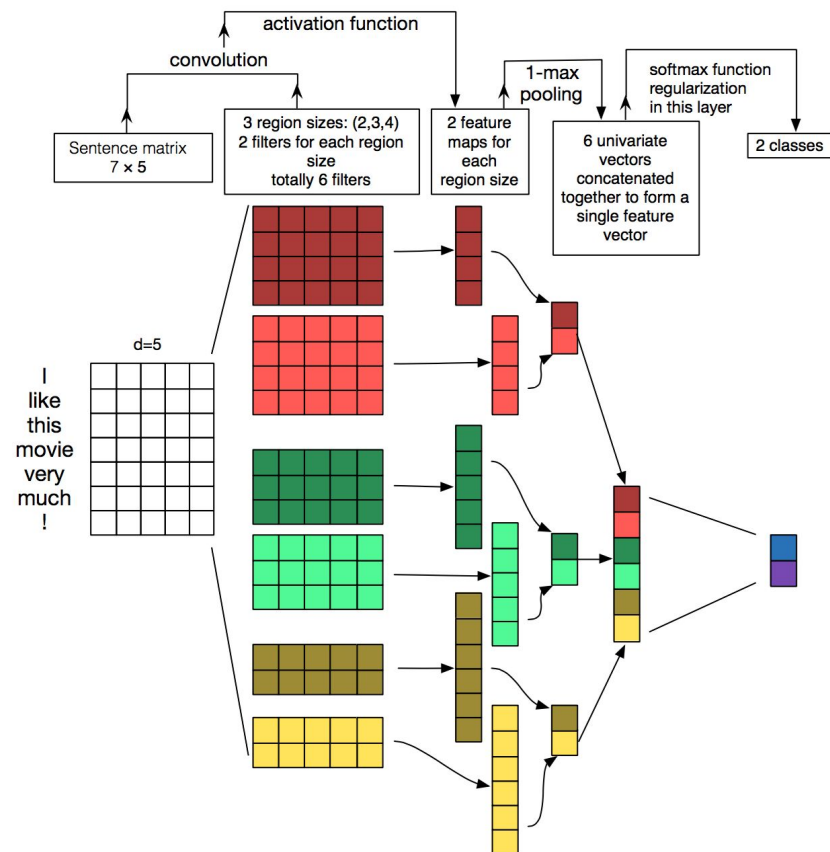 activation function
convolution
1-max
pooling
softmax function
regularization
in this layer
Sentence matrix
7 × 5
3 region sizes: (2,3,4)
2 filters for each region
size
totally 6 filters
2 feature
maps for
each
region size
6 univariate
vectors
concatenated
together to form a
single feature
vector
2 classes
d=5
I
like
this
movie
very
much
!